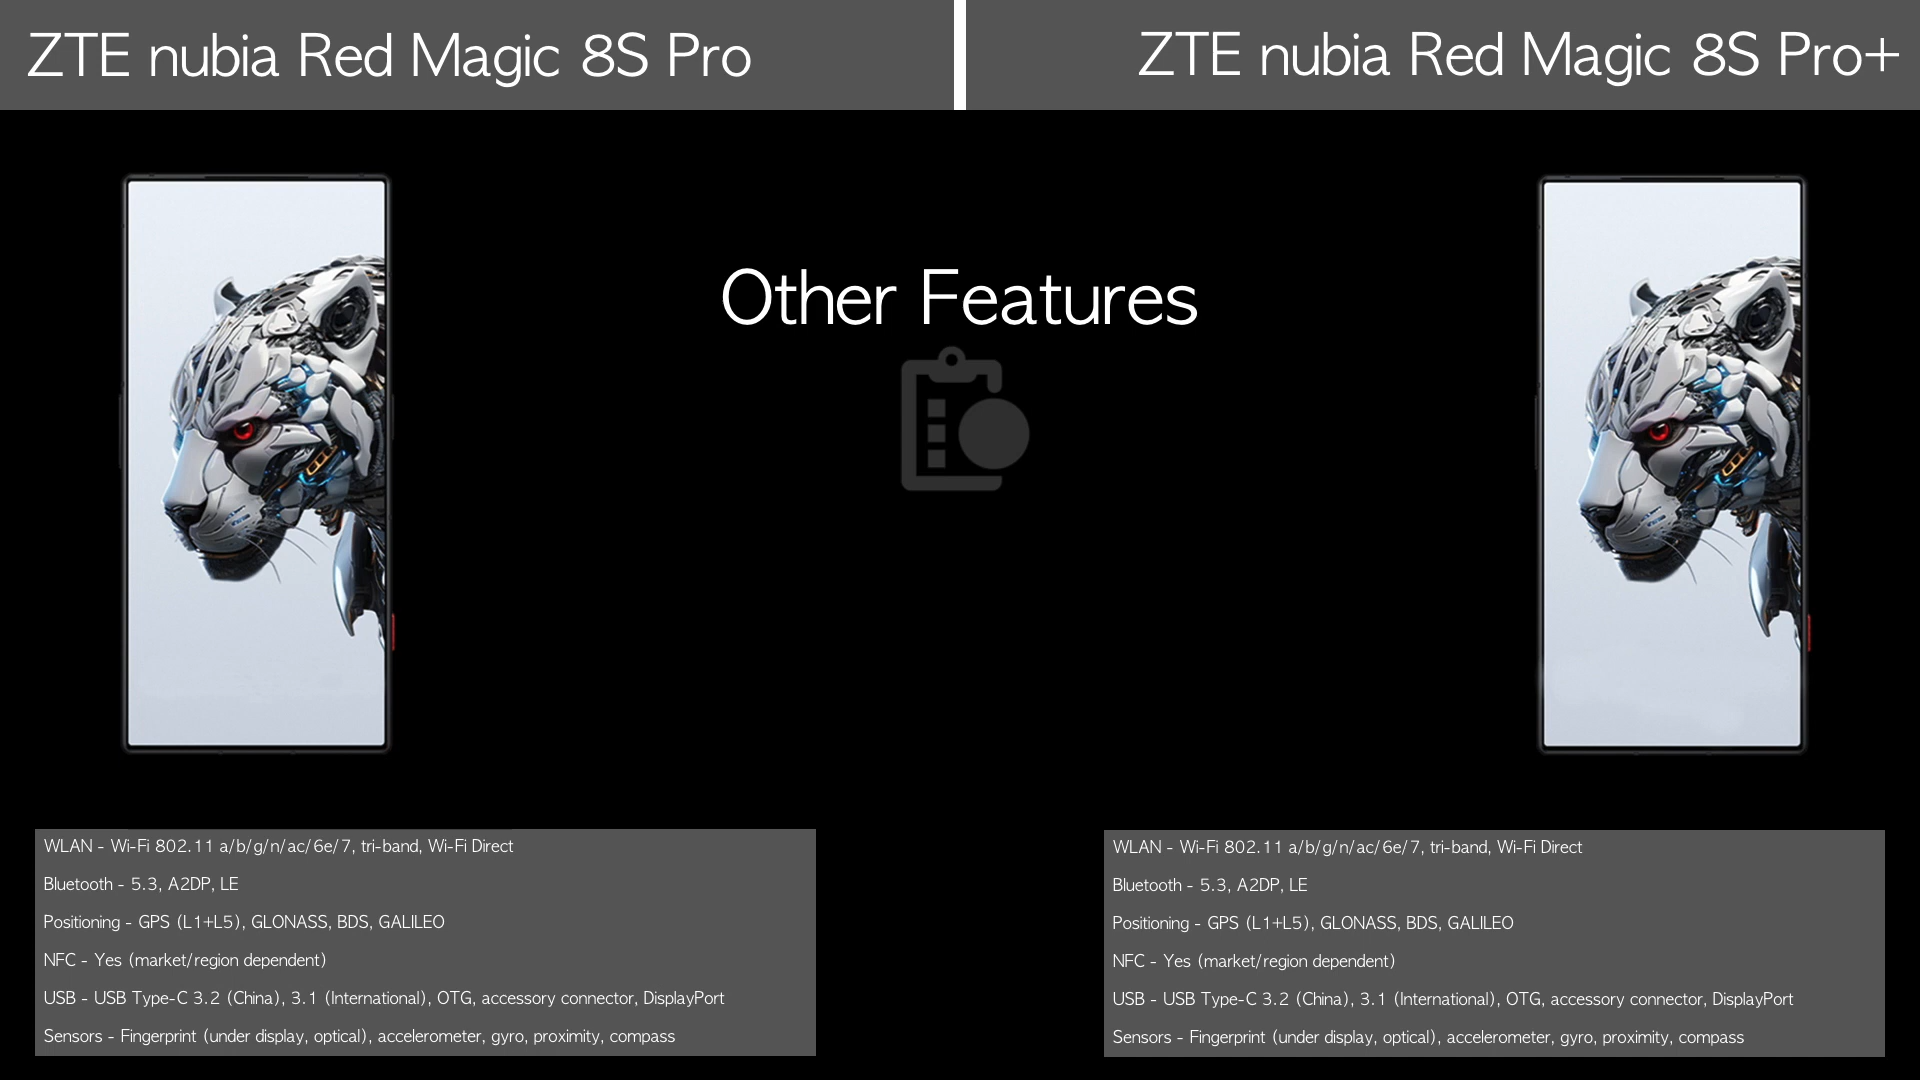 ZTE nubia Red Magic 8S Pro
ZTE nubia Red Magic 8S Pro+
Other Features
WLAN - Wi-Fi 802.11 a/b/g/n/ac/6e/7, tri-band, Wi-Fi Direct
Bluetooth - 5.3, A2DP, LE
Positioning - GPS (L1+L5), GLONASS, BDS, GALILEO
NFC - Yes (market/region dependent)
USB - USB Type-C 3.2 (China), 3.1 (International), OTG, accessory connector, DisplayPort
Sensors - Fingerprint (under display, optical), accelerometer, gyro, proximity, compass
WLAN - Wi-Fi 802.11 a/b/g/n/ac/6e/7, tri-band, Wi-Fi Direct
Bluetooth - 5.3, A2DP, LE
Positioning - GPS (L1+L5), GLONASS, BDS, GALILEO
NFC - Yes (market/region dependent)
USB - USB Type-C 3.2 (China), 3.1 (International), OTG, accessory connector, DisplayPort
Sensors - Fingerprint (under display, optical), accelerometer, gyro, proximity, compass